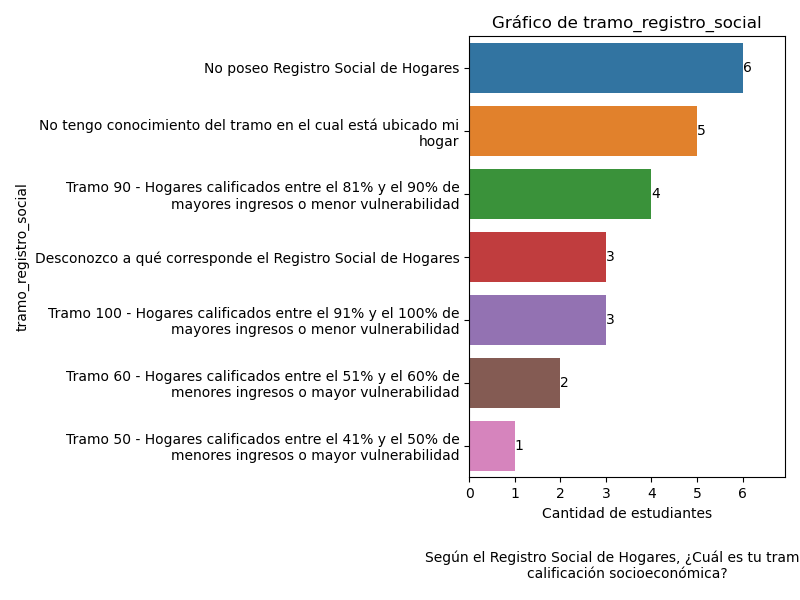 Gráfico de tramo_registro_social
No poseo Registro Social de Hogares
6
No tengo conocimiento del tramo en el cual está ubicado mi
hogar
5
Tramo 90 - Hogares calificados entre el 81% y el 90% de
mayores ingresos o menor vulnerabilidad
4
Desconozco a qué corresponde el Registro Social de Hogares
3
Tramo 100 - Hogares calificados entre el 91% y el 100% de
mayores ingresos o menor vulnerabilidad
3
Tramo 60 - Hogares calificados entre el 51% y el 60% de
menores ingresos o mayor vulnerabilidad
2
Tramo 50 - Hogares calificados entre el 41% y el 50% de
menores ingresos o mayor vulnerabilidad
1
tramo_registro_social
0 1 2 3 4 5 6
Cantidad de estudiantes
Según el Registro Social de Hogares, ¿Cuál es tu tram
calificación socioeconómica?